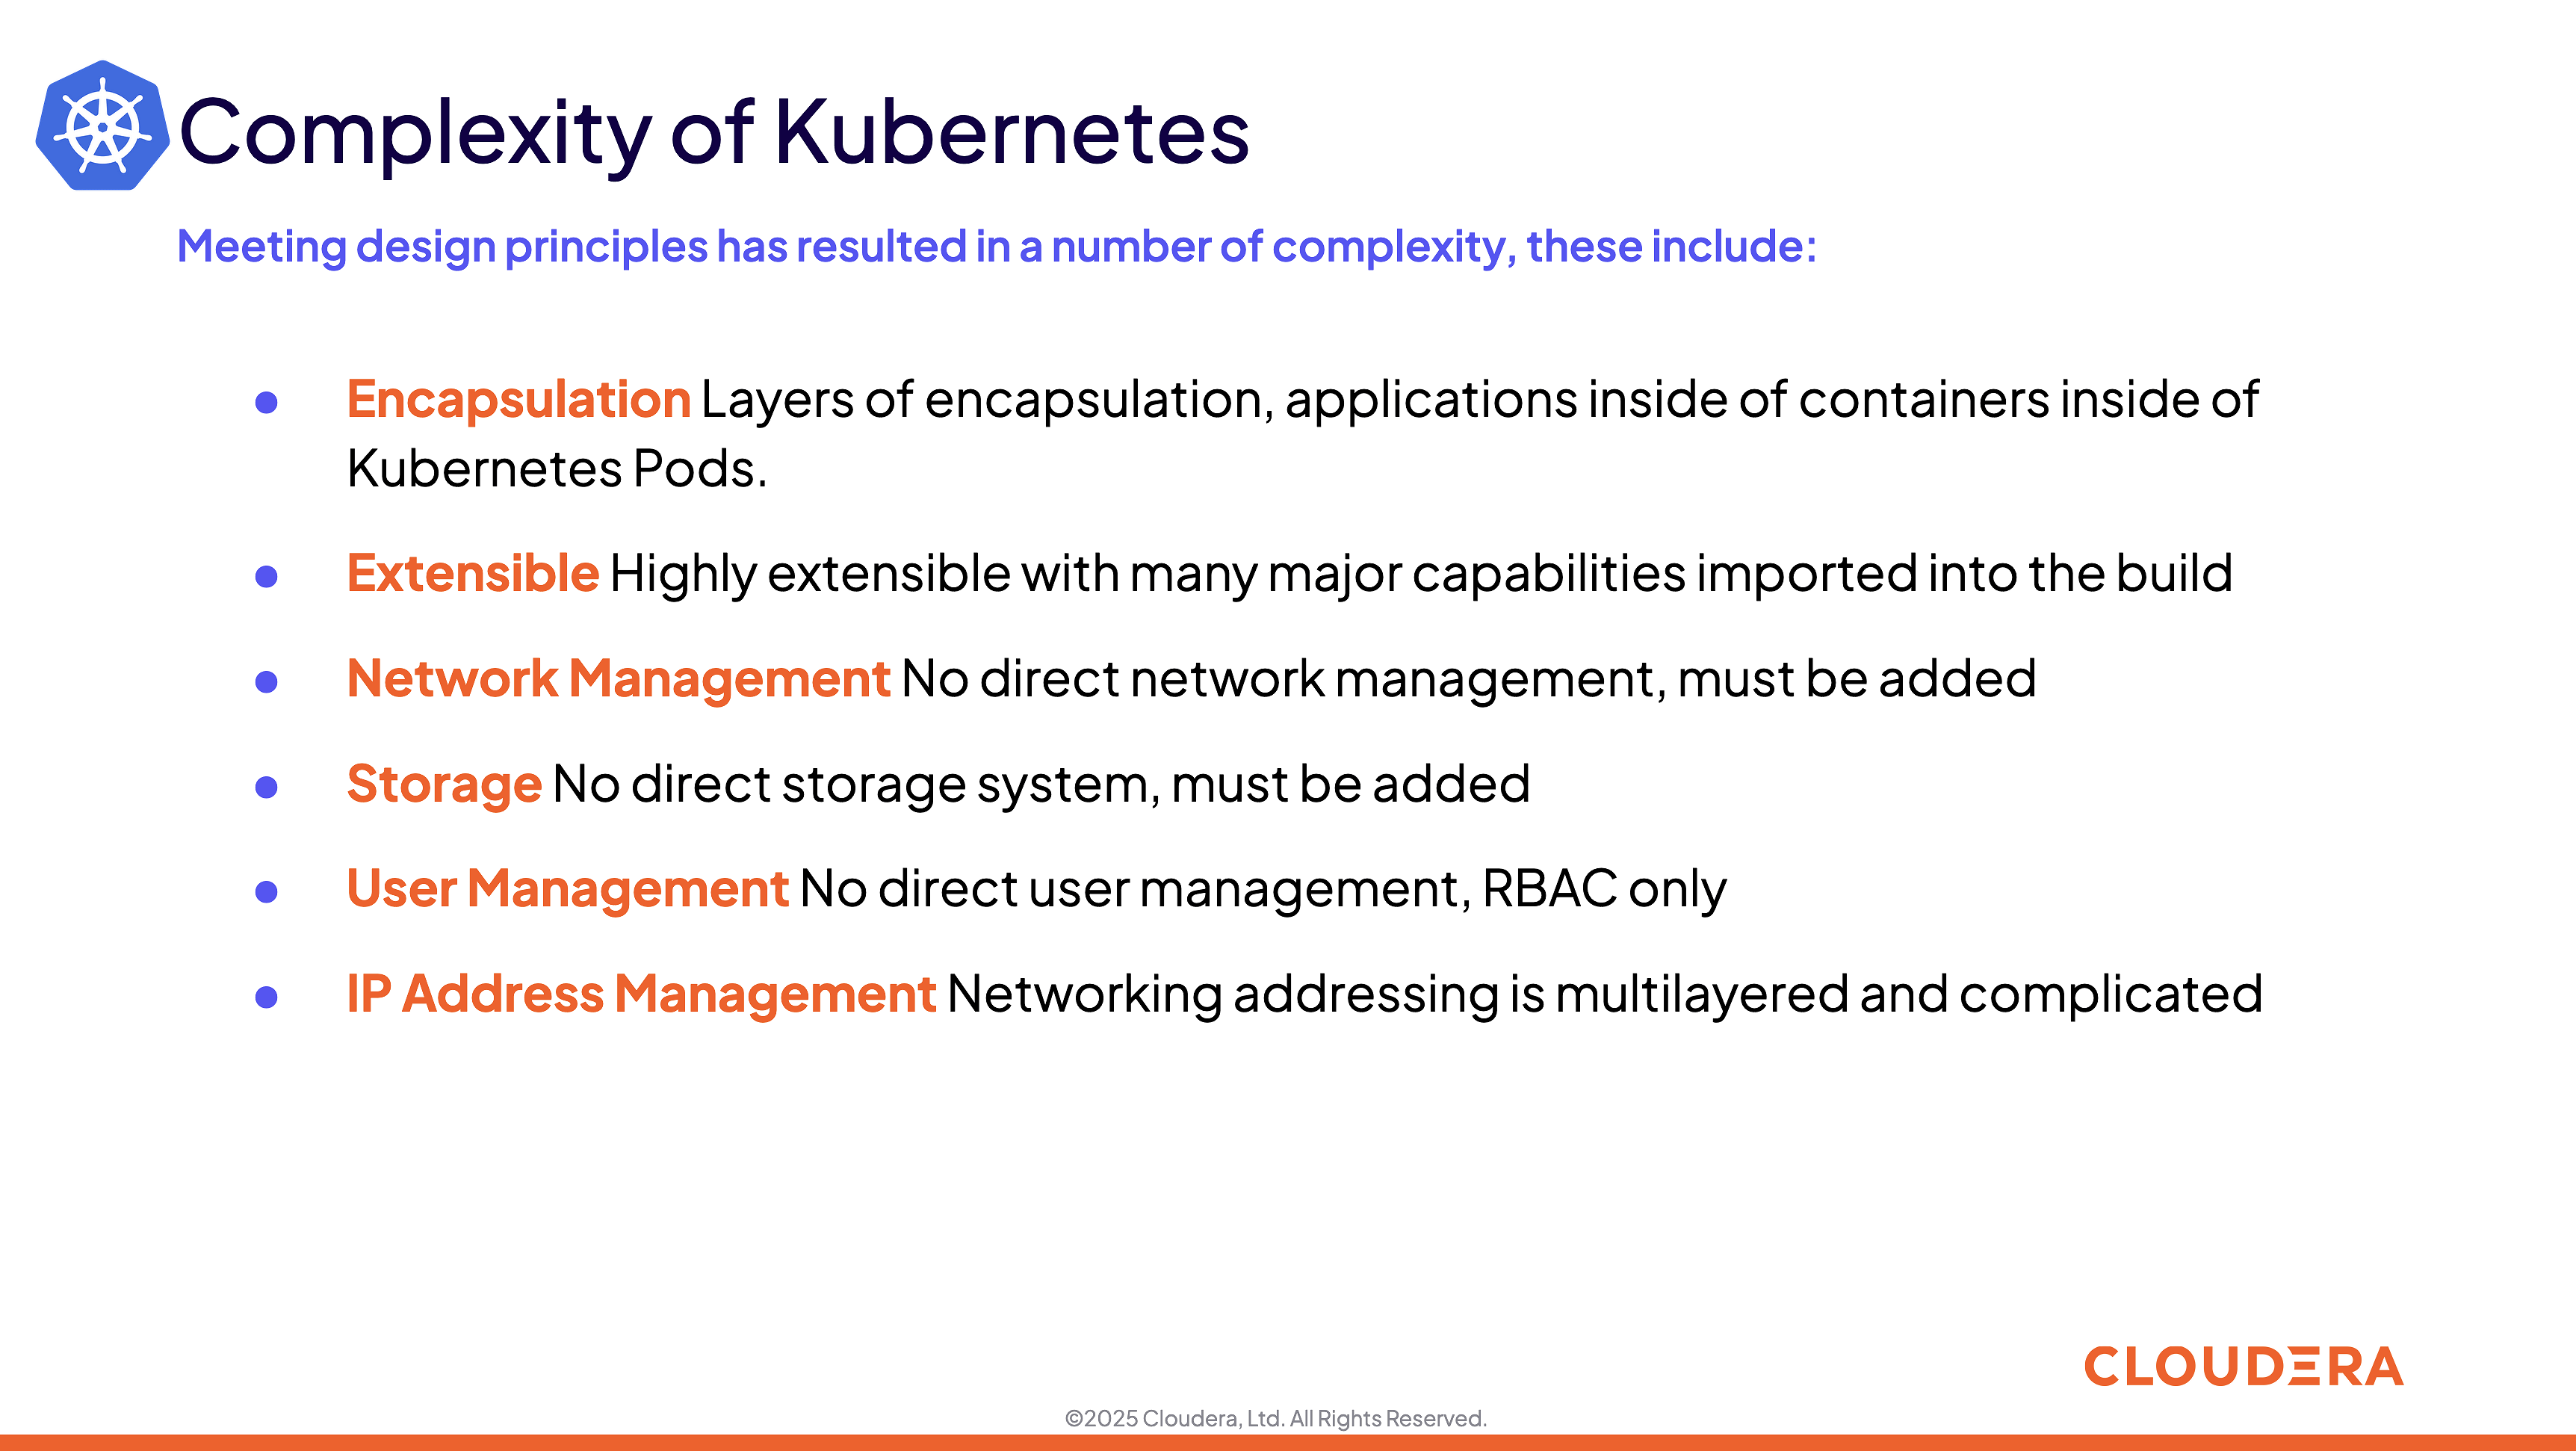 Complexity of Kubernetes
Meeting design principles has resulted in a number of complexity, these include:
● Encapsulation Layers of encapsulation, applications inside of containers inside of
Kubernetes Pods.
● Extensible Highly extensible with many major capabilities imported into the build
● Network Management No direct network management, must be added
● Storage No direct storage system, must be added
● User Management No direct user management, RBAC only
● IP Address Management Networking addressing is multilayered and complicated
CLOUDERA
©2025 Cloudera, Ltd. All Rights Reserved.